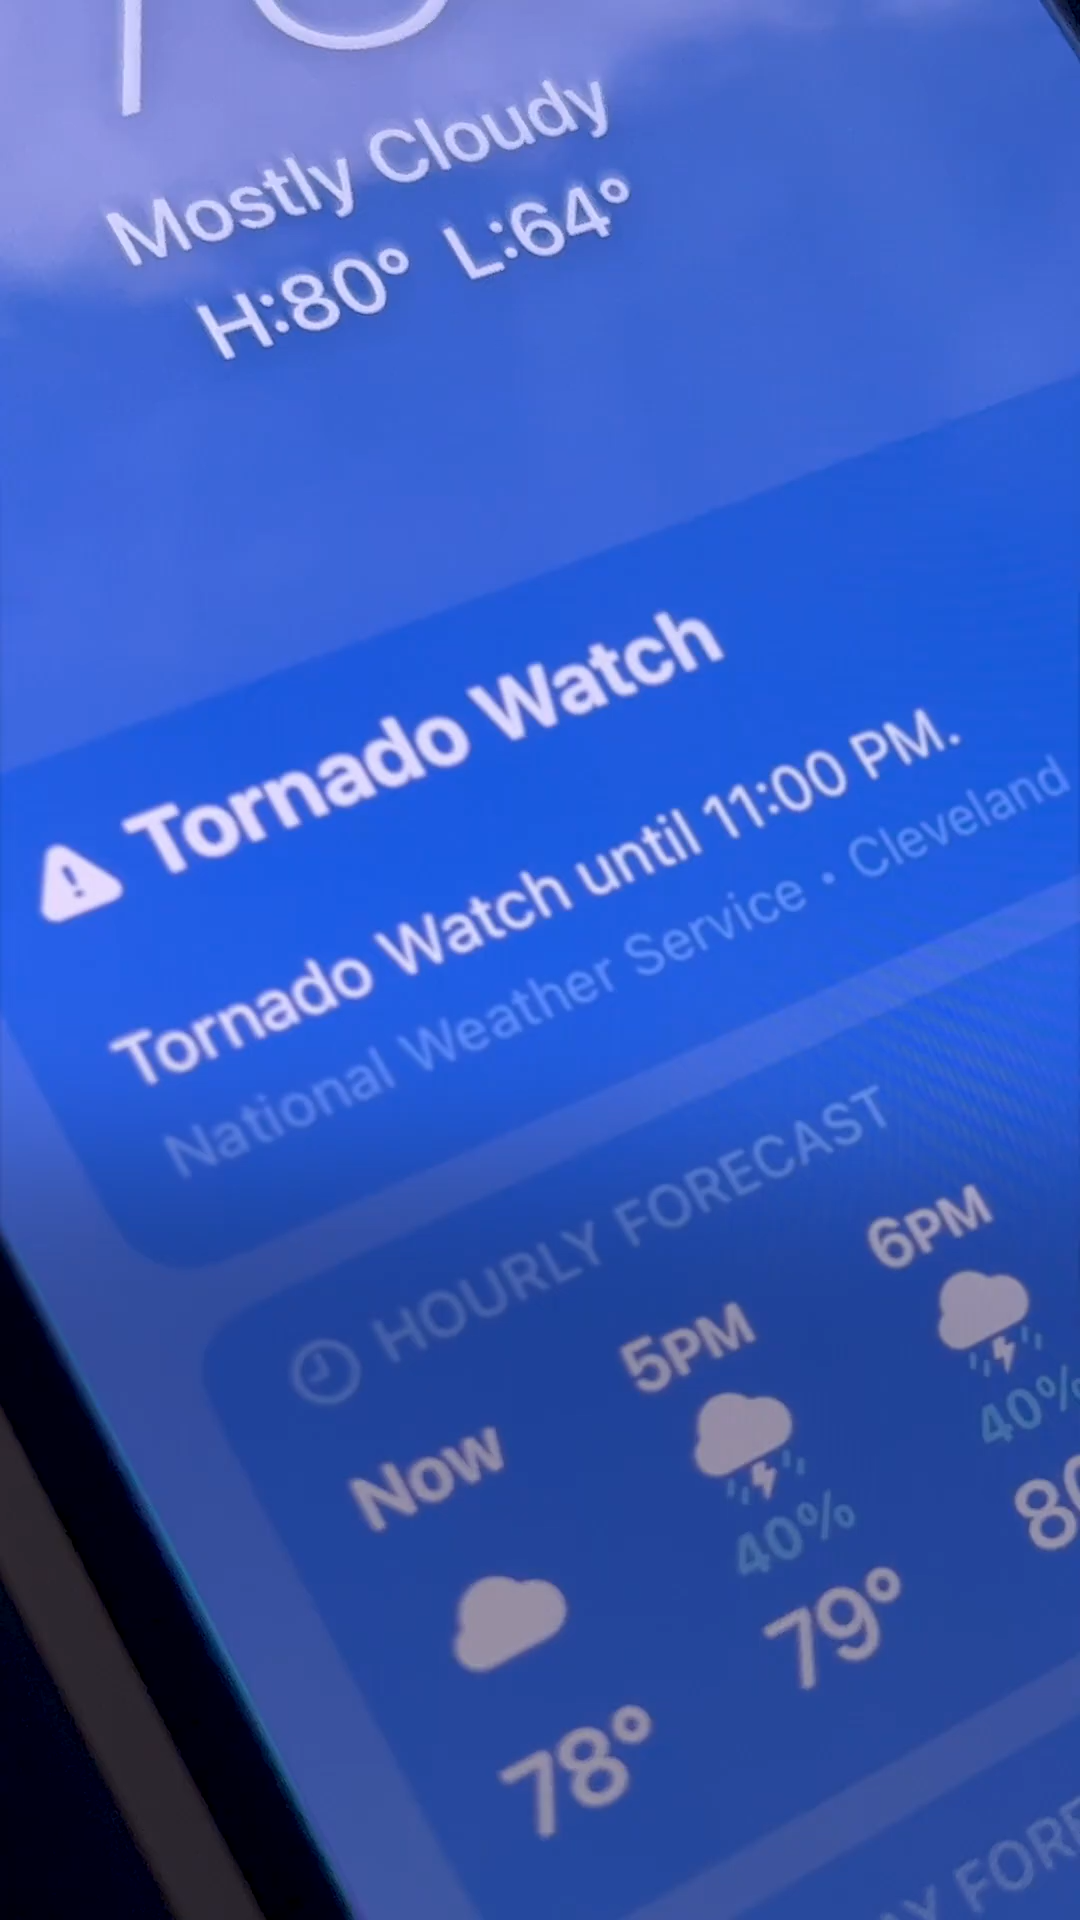 Mostly Cloudy
H:80° L:64°
Tornado Watch
Tornado Watch until 11:00 PM.
National Weather Service • Cleveland
HOURLY FORECAST
Now 5PM 6PM
40% 40%
78° 79°